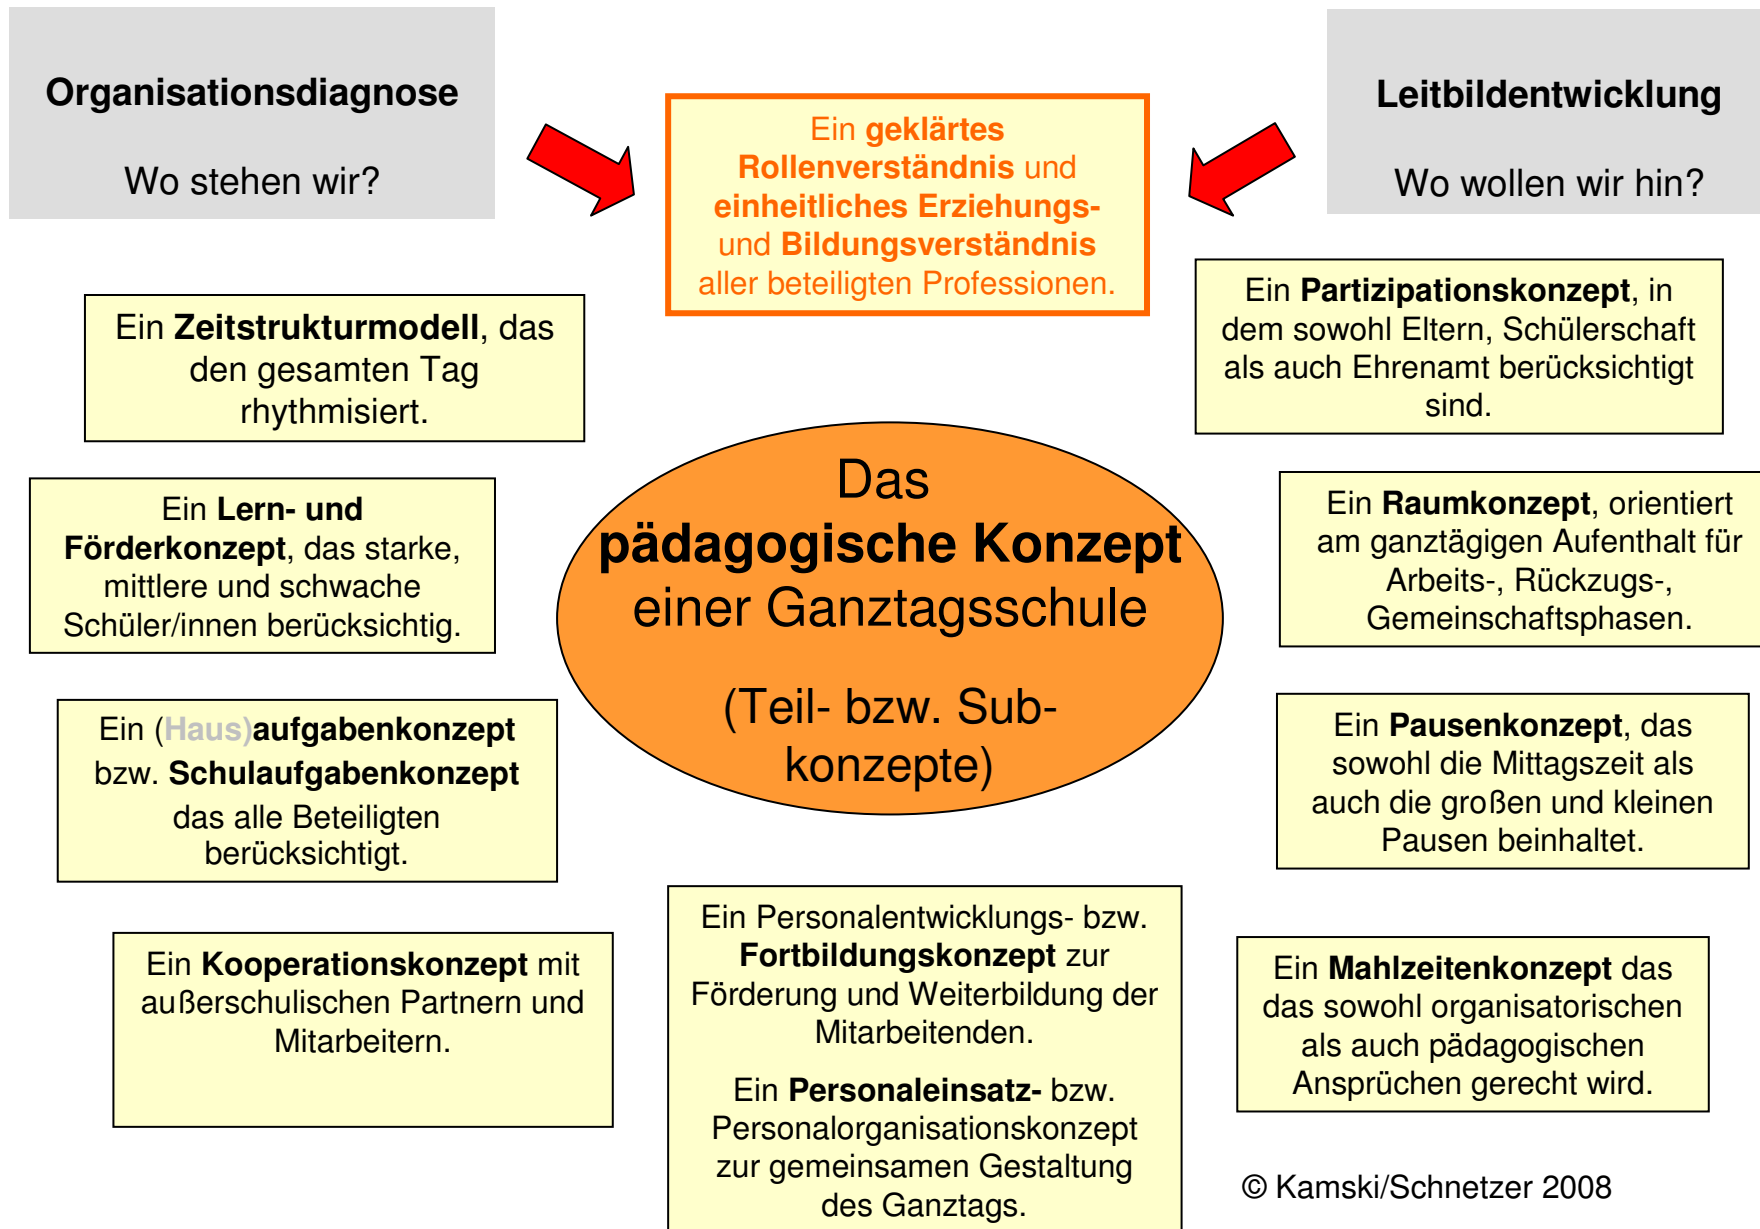 Organisationsdiagnose
Wo stehen wir?
Ein geklärtes
Rollenverständnis und
einheitliches Erziehungs-
und Bildungsverständnis
aller beteiligten Professionen.
Leitbildentwicklung
Wo wollen wir hin?
Ein Zeitstrukturmodell, das
den gesamten Tag
rhythmisiert.
Ein Partizipationskonzept, in
dem sowohl Eltern, Schülerschaft
als auch Ehrenamt berücksichtigt
sind.
Das
pädagogische Konzept
einer Ganztagsschule
(Teil- bzw. Sub-
konzepte)
Ein Lern- und
Förderkonzept, das starke,
mittlere und schwache
Schüler/innen berücksichtig.
Ein Raumkonzept, orientiert
am ganztägigen Aufenthalt für
Arbeits-, Rückzugs-,
Gemeinschaftsphasen.
Ein (Haus)aufgabenkonzept
bzw. Schulaufgabenkonzept
das alle Beteiligten
berücksichtigt.
Ein Pausenkonzept, das
sowohl die Mittagszeit als
auch die großen und kleinen
Pausen beinhaltet.
Ein Kooperationskonzept mit
außerschulischen Partnern und
Mitarbeitern.
Ein Personalentwicklungs- bzw.
Fortbildungskonzept zur
Förderung und Weiterbildung der
Mitarbeitenden.
Ein Personaleinsatz- bzw.
Personalorganisationskonzept
zur gemeinsamen Gestaltung
des Ganztags.
Ein Mahlzeitenkonzept das
das sowohl organisatorischen
als auch pädagogischen
Ansprüchen gerecht wird.
© Kamski/Schnetzer 2008